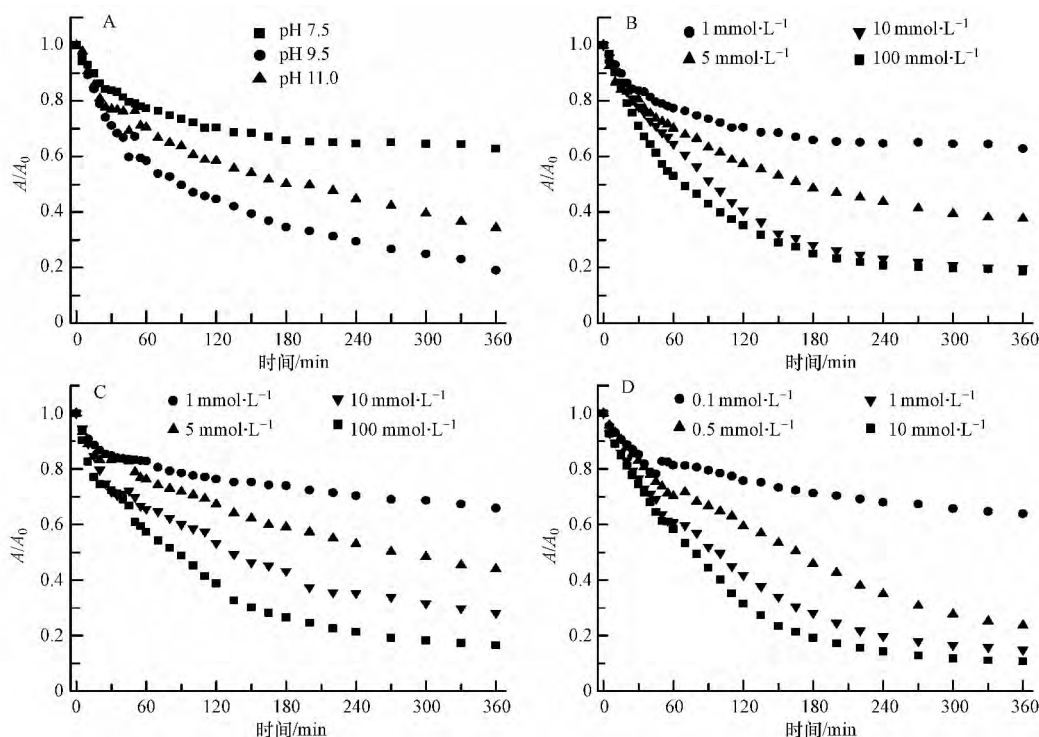 A
pH 7.5
pH 9.5
pH 11.0
1.0
0.8
0.6
0.4
0.2
0
A/A₀
60 120 180 240 300 360
时间/min
B
1 mmol·L⁻¹ 10 mmol·L⁻¹
5 mmol·L⁻¹ 100 mmol·L⁻¹
1.0
0.8
0.6
0.4
0.2
0
A/A₀
60 120 180 240 300 360
时间/min
C
1 mmol·L⁻¹ 10 mmol·L⁻¹
5 mmol·L⁻¹ 100 mmol·L⁻¹
1.0
0.8
0.6
0.4
0.2
0
A/A₀
60 120 180 240 300 360
时间/min
D
0.1 mmol·L⁻¹ 1 mmol·L⁻¹
0.5 mmol·L⁻¹ 10 mmol·L⁻¹
1.0
0.8
0.6
0.4
0.2
0
A/A₀
60 120 180 240 300 360
时间/min